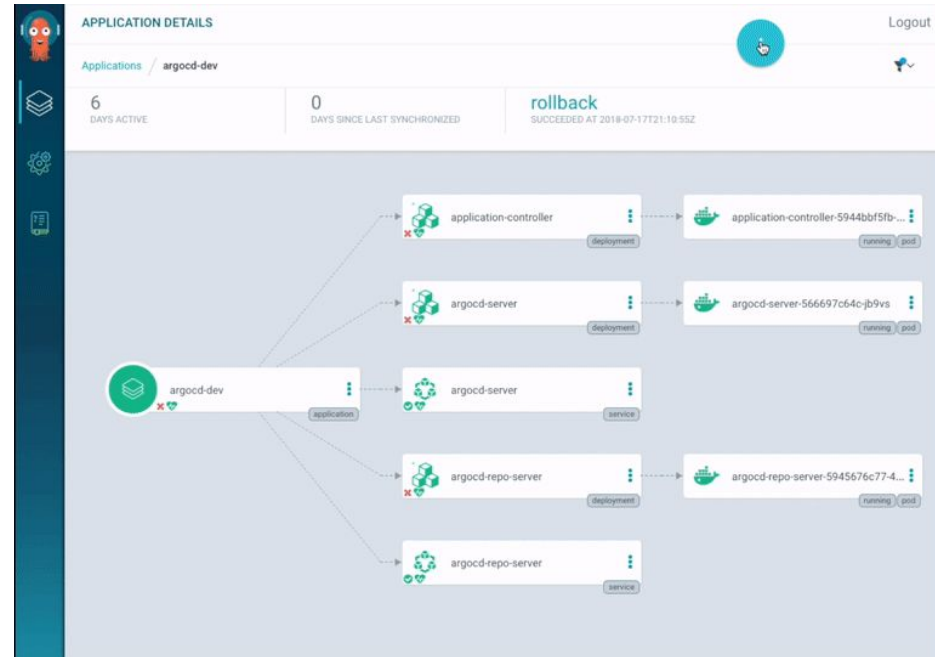 APPLICATION DETAILS
Logout
Applications / argocd-dev
6
DAYS ACTIVE
0
DAYS SINCE LAST SYNCHRONIZED
rollback
SUCCEEDED AT 2018-07-17T21:10:55Z
application-controller
deployment
application-controller-5944bbf5fb-...
running pod
argocd-server
deployment
argocd-server-566697c64c-jb9vs
running pod
argocd-dev
application
argocd-server
service
argocd-repo-server
deployment
argocd-repo-server-5945676c77-4...
running pod
argocd-repo-server
service